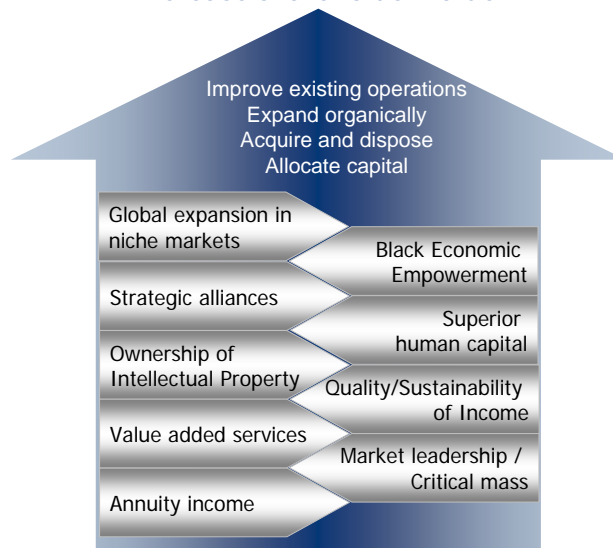 Improve existing operations
Expand organically
Acquire and dispose
Allocate capital
Global expansion in
niche markets
Black Economic
Empowerment
Strategic alliances
Superior
human capital
Ownership of
Intellectual Property
Quality/Sustainability
of Income
Value added services
Market leadership /
Critical mass
Annuity income